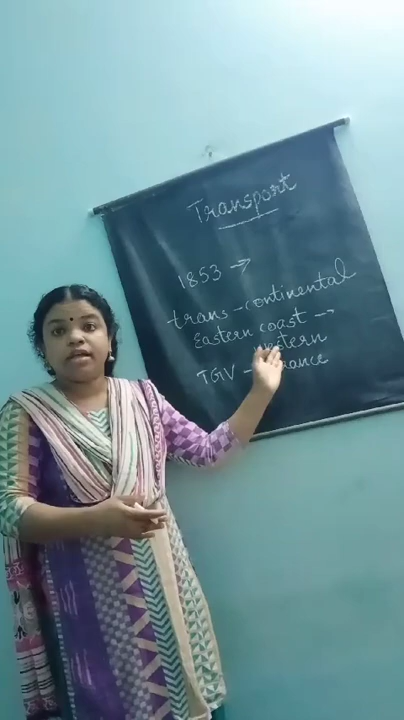 Transport
1853 →
trans - continental
Eastern coast →
western
TGV - France